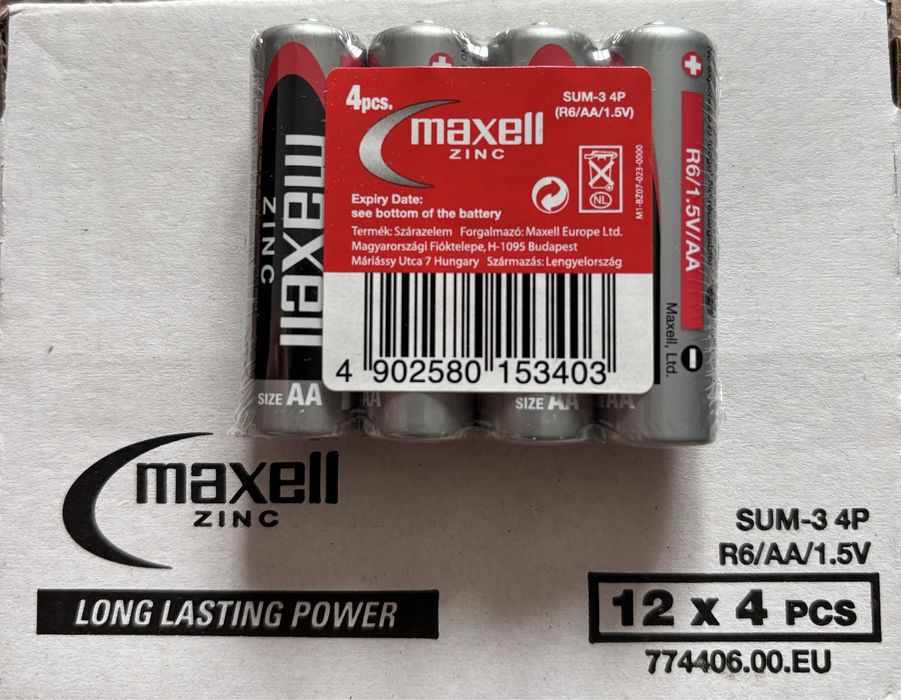 4pcs.
SUM-3 4P
(R6/AA/1.5V)
maxell
ZINC
NL
M1-BZ07-023-0000
Expiry Date:
see bottom of the battery
Termék: Szárazelem Forgalmazó: Maxell Europe Ltd.
Magyarországi Fióktelepe, H-1095 Budapest
Máriássy Utca 7 Hungary Származás: Lengyelország
4 902580 153403
maxell
ZINC
SIZE AA
AA
SIZE AA
AA
+
+
R6/1.5V/AA
Maxell, Ltd.
maxell
ZINC
LONG LASTING POWER
SUM-3 4P
R6/AA/1.5V
12 x 4 PCS
774406.00.EU